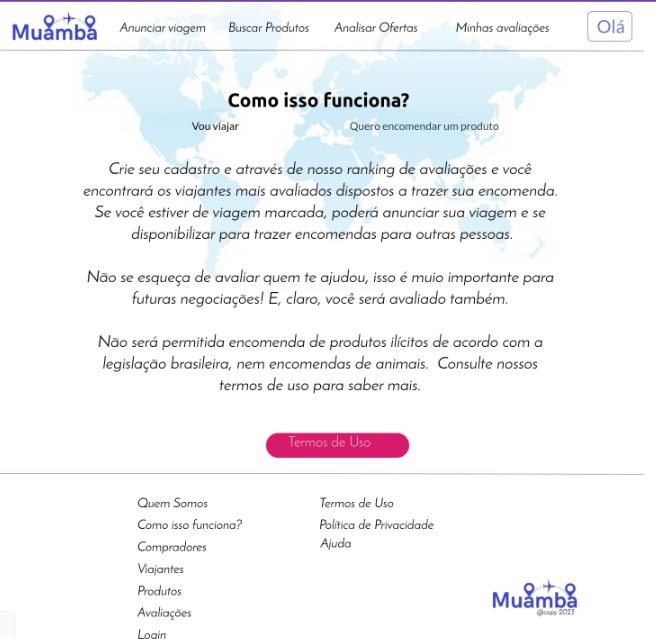 Muamba
Anunciar viagem Buscar Produtos Analisar Ofertas Minhas avaliações Olá
Como isso funciona?
Vou viajar Quero encomendar um produto
Crie seu cadastro e através de nosso ranking de avaliações e você
encontrará os viajantes mais avaliados dispostos a trazer sua encomenda.
Se você estiver de viagem marcada, poderá anunciar sua viagem e se
disponibilizar para trazer encomendas para outras pessoas.
Não se esqueça de avaliar quem te ajudou, isso é muio importante para
futuras negociações! E, claro, você será avaliado também.
Não será permitida encomenda de produtos ilícitos de acordo com a
legislação brasileira, nem encomendas de animais. Consulte nossos
termos de uso para saber mais.
Termos de Uso
Quem Somos
Como isso funciona?
Compradores
Viajantes
Produtos
Avaliações
Login
Termos de Uso
Política de Privacidade
Ajuda
Muamba
@copy 2023